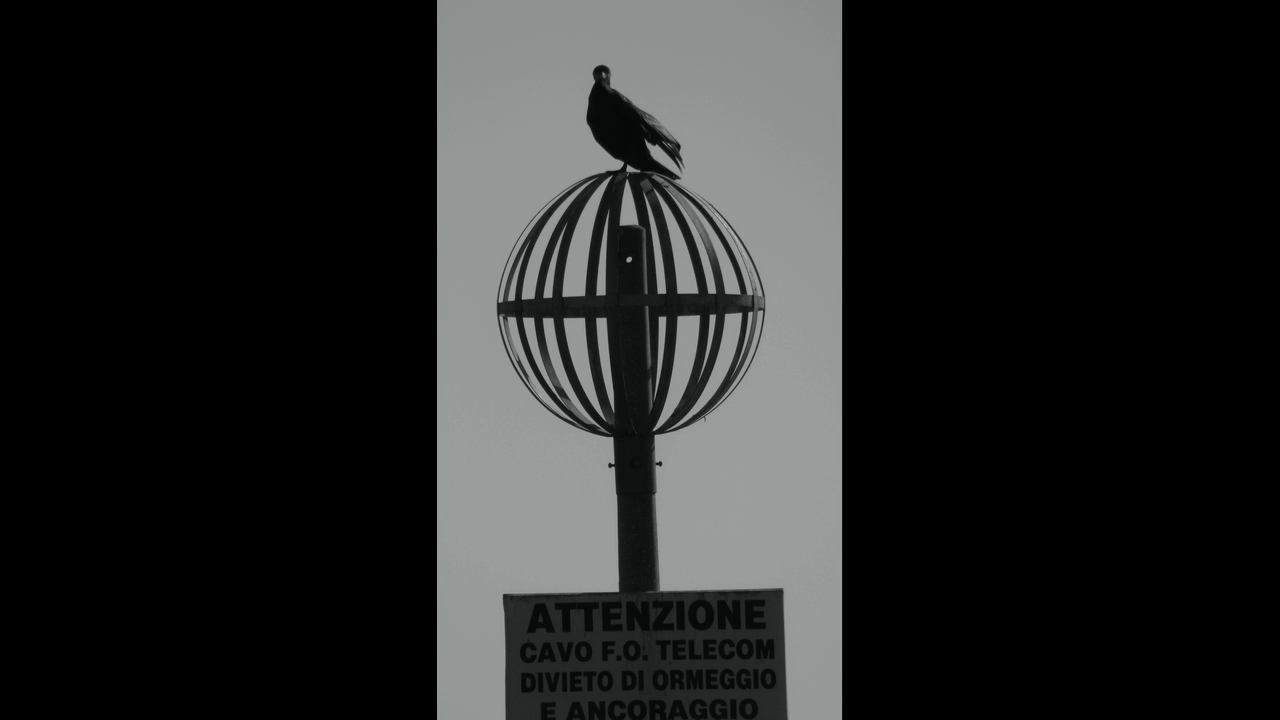 ATTENZIONE
CAVO F.O. TELECOM
DIVIETO DI ORMEGGIO
E ANCORAGGIO